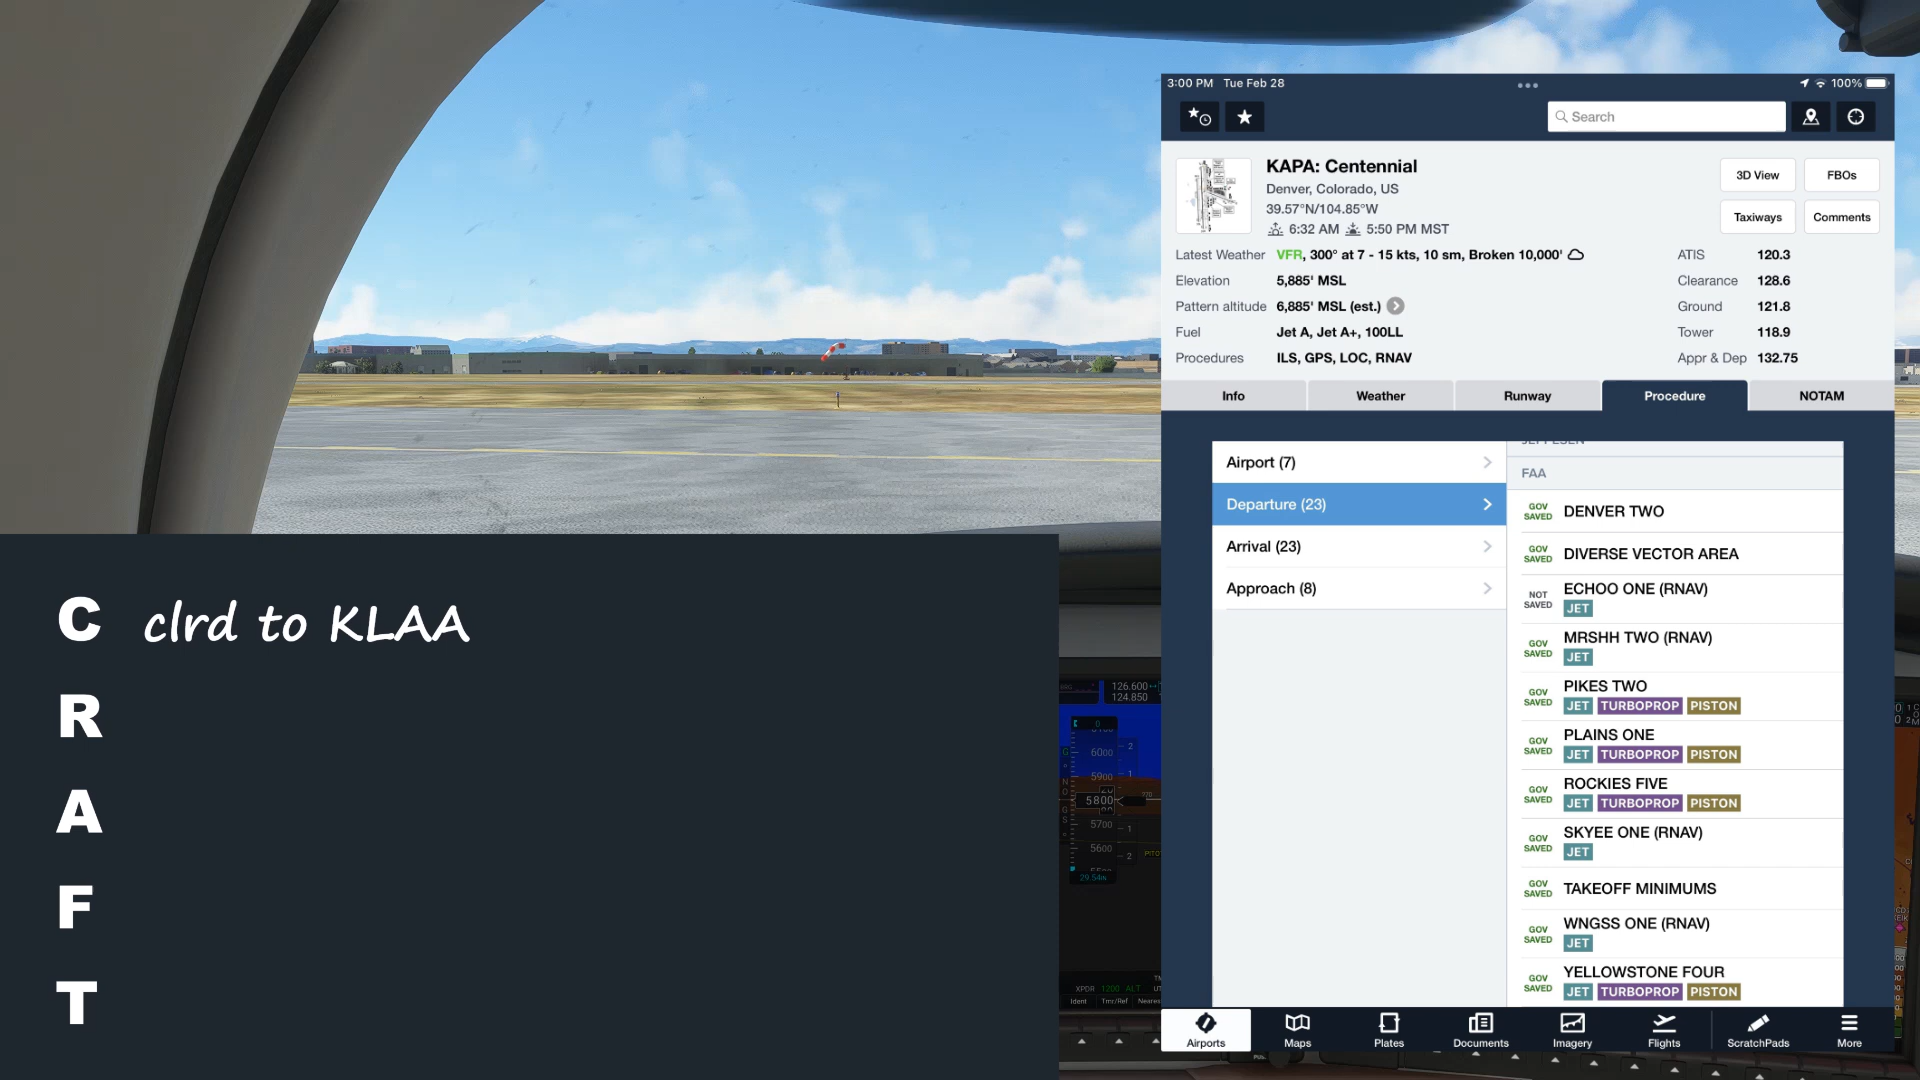 3:00 PM Tue Feb 28
100%
Search
KAPA: Centennial
Denver, Colorado, US
39.57°N/104.85°W
6:32 AM 5:50 PM MST
3D View FBOs
Taxiways Comments
Latest Weather VFR, 300° at 7 - 15 kts, 10 sm, Broken 10,000' ATIS 120.3
Elevation 5,885' MSL Clearance 128.6
Pattern altitude 6,885' MSL (est.) Ground 121.8
Fuel Jet A, Jet A+, 100LL Tower 118.9
Procedures ILS, GPS, LOC, RNAV Appr & Dep 132.75
Info Weather Runway Procedure NOTAM
Airport (7)
Departure (23)
Arrival (23)
Approach (8)
FAA
GOV SAVED DENVER TWO
GOV SAVED DIVERSE VECTOR AREA
NOT SAVED ECHOO ONE (RNAV)
JET
GOV SAVED MRSHH TWO (RNAV)
JET
GOV SAVED PIKES TWO
JET TURBOPROP PISTON
GOV SAVED PLAINS ONE
JET TURBOPROP PISTON
GOV SAVED ROCKIES FIVE
JET TURBOPROP PISTON
GOV SAVED SKYEE ONE (RNAV)
JET
GOV SAVED TAKEOFF MINIMUMS
GOV SAVED WNGSS ONE (RNAV)
JET
GOV SAVED YELLOWSTONE FOUR
JET TURBOPROP PISTON
Airports Maps Plates Documents Imagery Flights ScratchPads More
C clrd to KLAA
R
A
F
T
126.600
124.850
6000
5900
5800
5700
5600
29.54IN
XPDR 1200 ALT
Ident Tmr/Ref